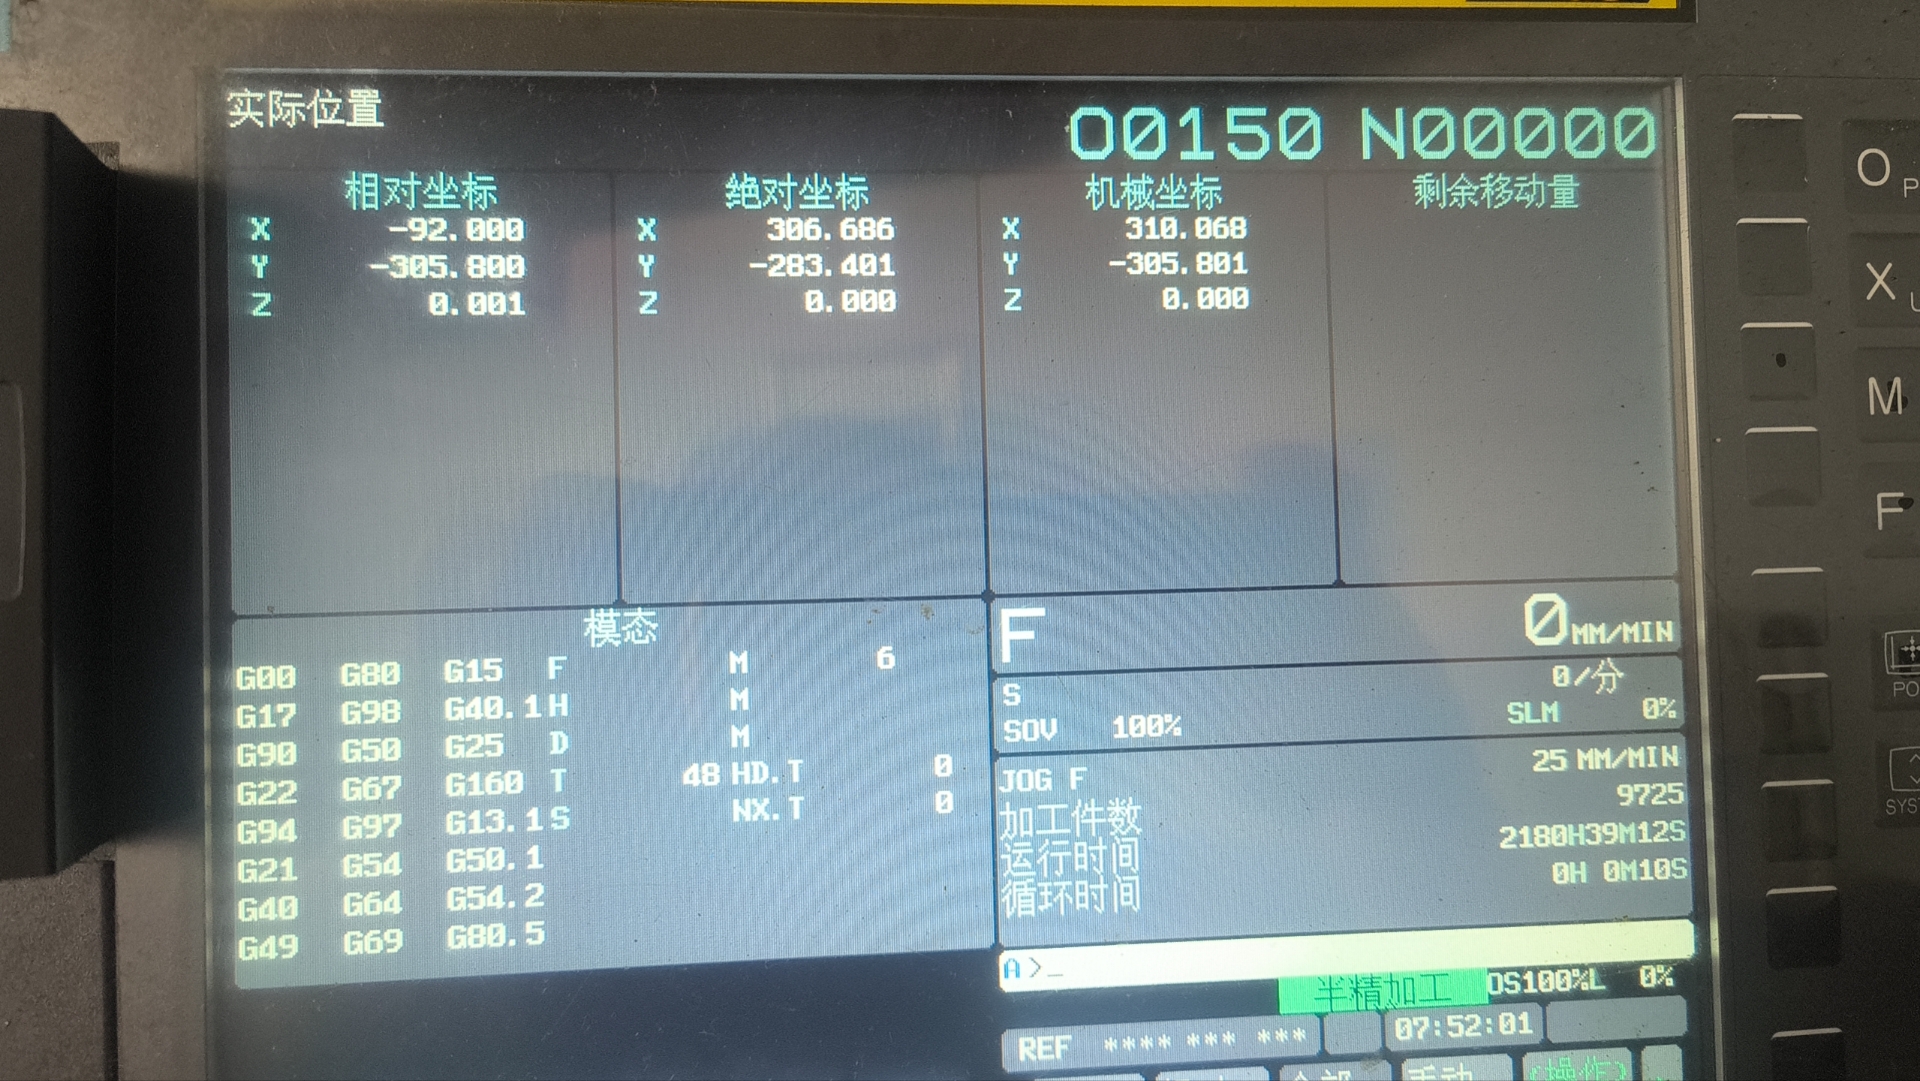 实际位置
O0150 N00000
相对坐标
X -92.000
Y -305.800
Z 0.001
绝对坐标
X 306.686
Y -283.401
Z 0.000
机械坐标
X 310.068
Y -305.801
Z 0.000
剩余移动量
模态
G00 G80 G15 F M 6
G17 G98 G40.1 H M
G90 G50 G25 D M
G22 G67 G160 T 48 HD.T 0
G94 G97 G13.1 S NX.T 0
G21 G54 G50.1
G40 G64 G54.2
G49 G69 G80.5
F 0 MM/MIN
S 0/分
SOV 100% SLM 0%
JOG F 25 MM/MIN
加工件数 9725
运行时间 2180H39M12S
循环时间 0H 0M10S
A>_
半精加工 OS100%L 0%
REF **** *** *** 07:52:01
手动 (操作)
O P
X U
M
F
PO
SYS